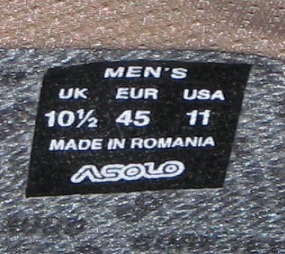 MEN'S
UK EUR USA
10½ 45 11
MADE IN ROMANIA
ASOLO